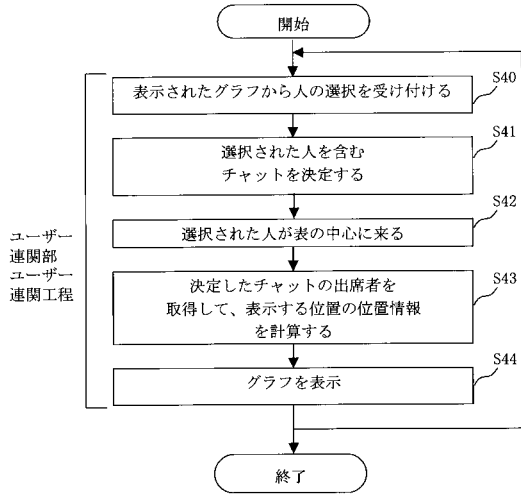 開始
S40
表示されたグラフから人の選択を受け付ける
S41
選択された人を含む
チャットを決定する
S42
選択された人が表の中心に来る
ユーザー
連関部
ユーザー
連関工程
S43
決定したチャットの出席者を
取得して、表示する位置の位置情報
を計算する
S44
グラフを表示
終了